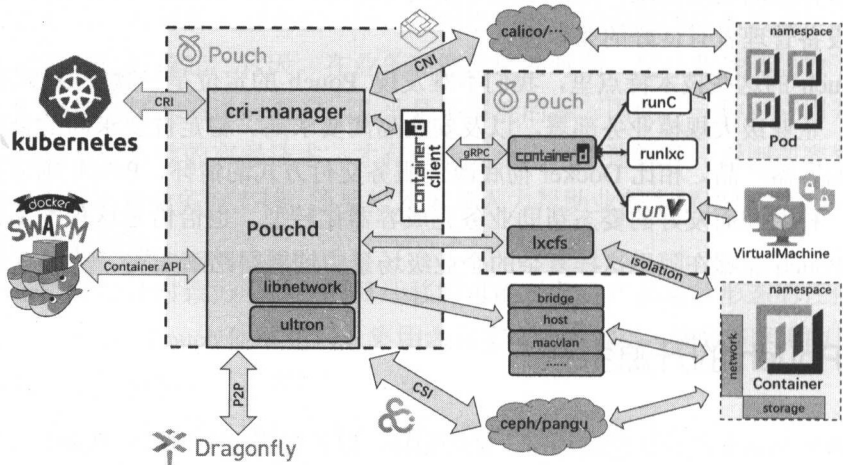 Pouch
calico/···
namespace
CNI
Pod
kubernetes
CRI
cri-manager
containerd
client
gRPC
Pouch
containerd
runC
runlxc
runV
VirtualMachine
docker
SWARM
Container API
Pouchd
libnetwork
ultron
lxcfs
isolation
bridge
host
macvlan
······
namespace
network
Container
storage
P2P
CSI
ceph/pangu
Dragonfly